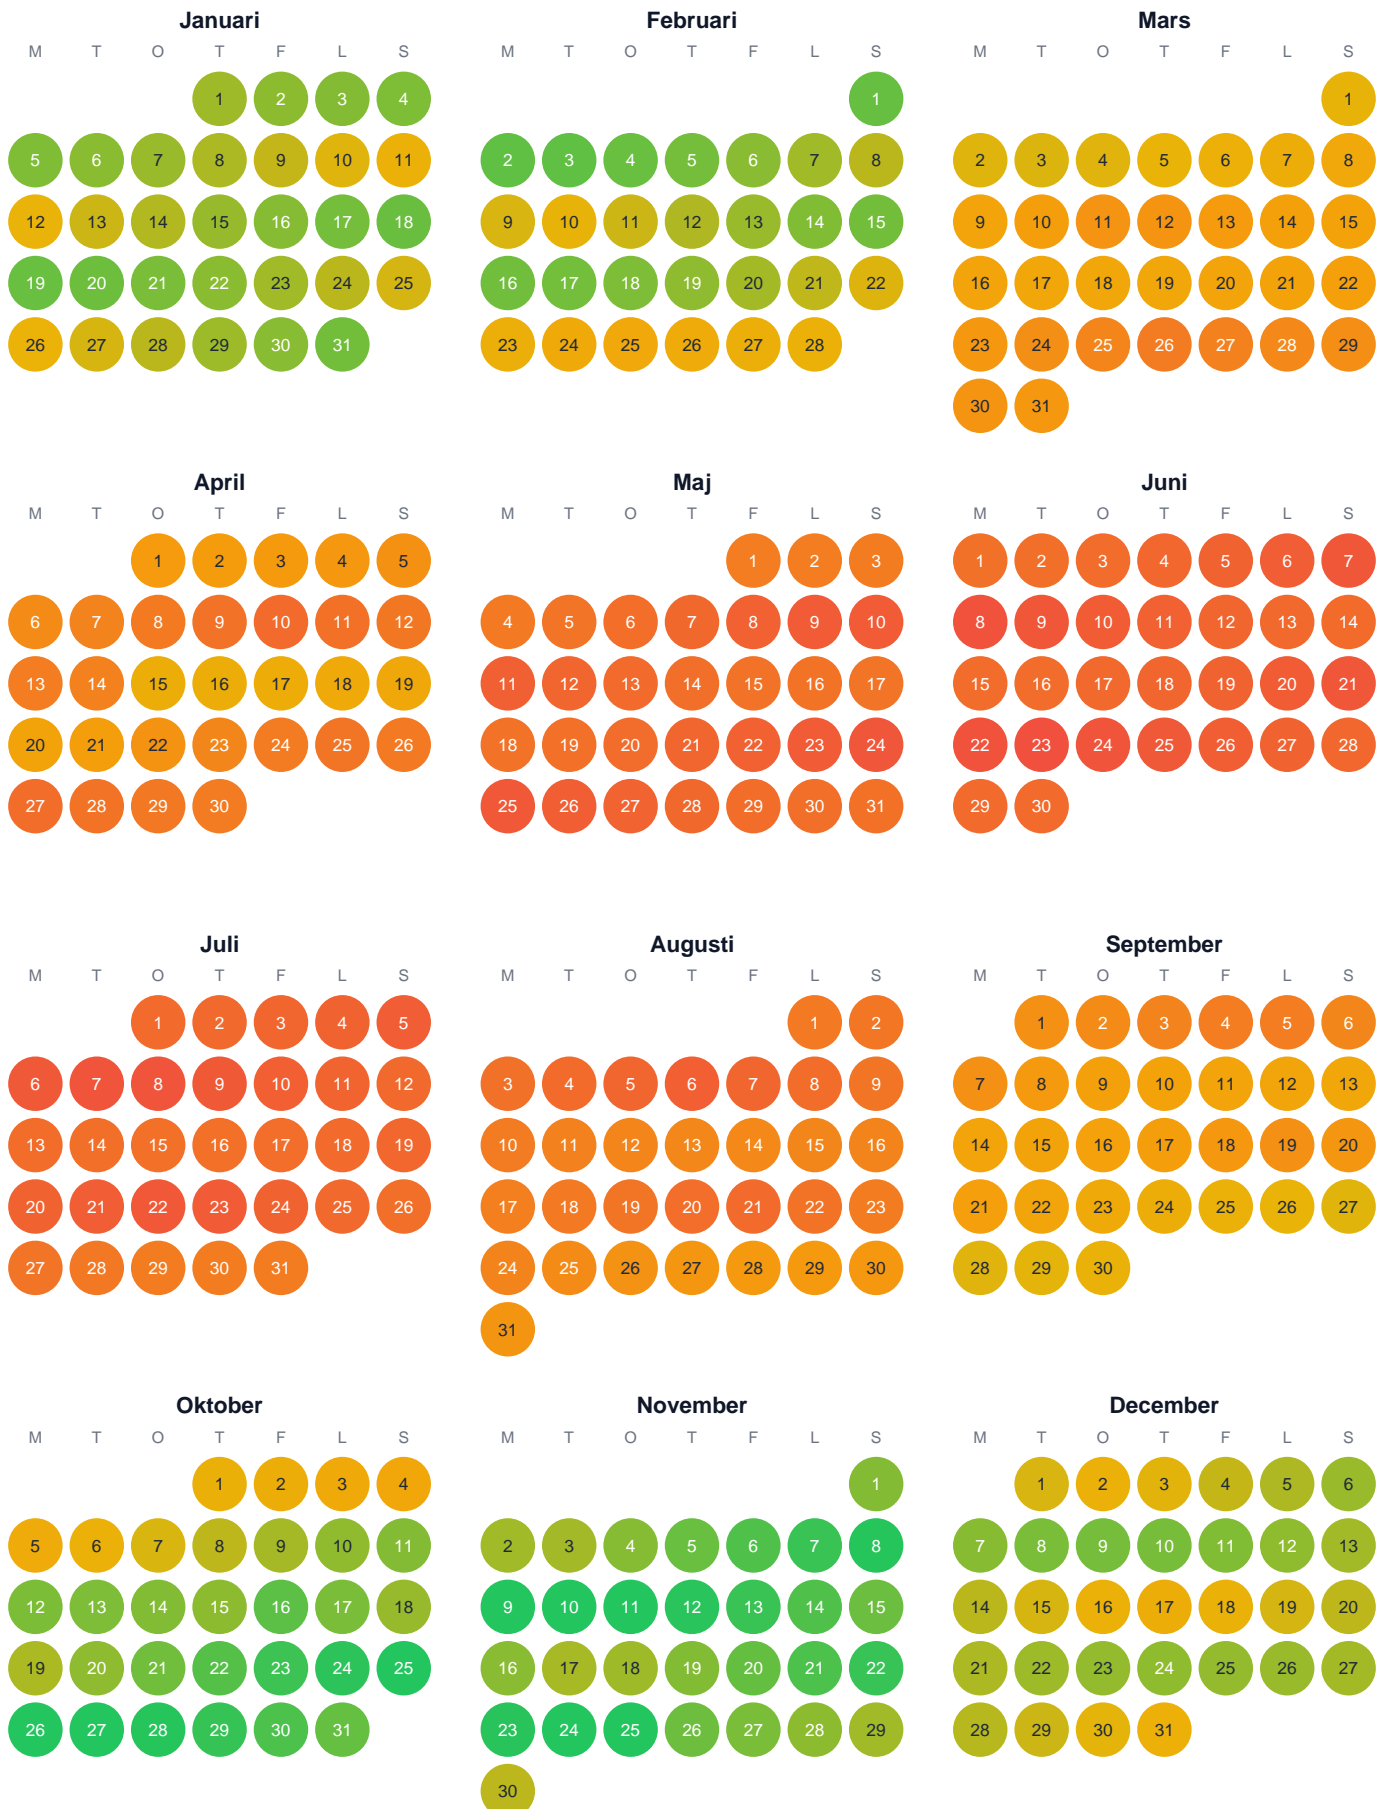 Januari Februari Mars
M T O T F L S M T O T F L S M T O T F L S
1 2 3 4 1 1
5 6 7 8 9 10 11 2 3 4 5 6 7 8 2 3 4 5 6 7 8
12 13 14 15 16 17 18 9 10 11 12 13 14 15 9 10 11 12 13 14 15
19 20 21 22 23 24 25 16 17 18 19 20 21 22 16 17 18 19 20 21 22
26 27 28 29 30 31 23 24 25 26 27 28 23 24 25 26 27 28 29
30 31
April Maj Juni
M T O T F L S M T O T F L S M T O T F L S
1 2 3 4 5 1 2 3 1 2 3 4 5 6 7
6 7 8 9 10 11 12 4 5 6 7 8 9 10 8 9 10 11 12 13 14
13 14 15 16 17 18 19 11 12 13 14 15 16 17 15 16 17 18 19 20 21
20 21 22 23 24 25 26 18 19 20 21 22 23 24 22 23 24 25 26 27 28
27 28 29 30 25 26 27 28 29 30 31 29 30
Juli Augusti September
M T O T F L S M T O T F L S M T O T F L S
1 2 3 4 5 1 2 1 2 3 4 5 6
6 7 8 9 10 11 12 3 4 5 6 7 8 9 7 8 9 10 11 12 13
13 14 15 16 17 18 19 10 11 12 13 14 15 16 14 15 16 17 18 19 20
20 21 22 23 24 25 26 17 18 19 20 21 22 23 21 22 23 24 25 26 27
27 28 29 30 31 24 25 26 27 28 29 30 28 29 30
31
Oktober November December
M T O T F L S M T O T F L S M T O T F L S
1 2 3 4 1 1 2 3 4 5 6
5 6 7 8 9 10 11 2 3 4 5 6 7 8 7 8 9 10 11 12 13
12 13 14 15 16 17 18 9 10 11 12 13 14 15 14 15 16 17 18 19 20
19 20 21 22 23 24 25 16 17 18 19 20 21 22 21 22 23 24 25 26 27
26 27 28 29 30 31 23 24 25 26 27 28 29 28 29 30 31
30